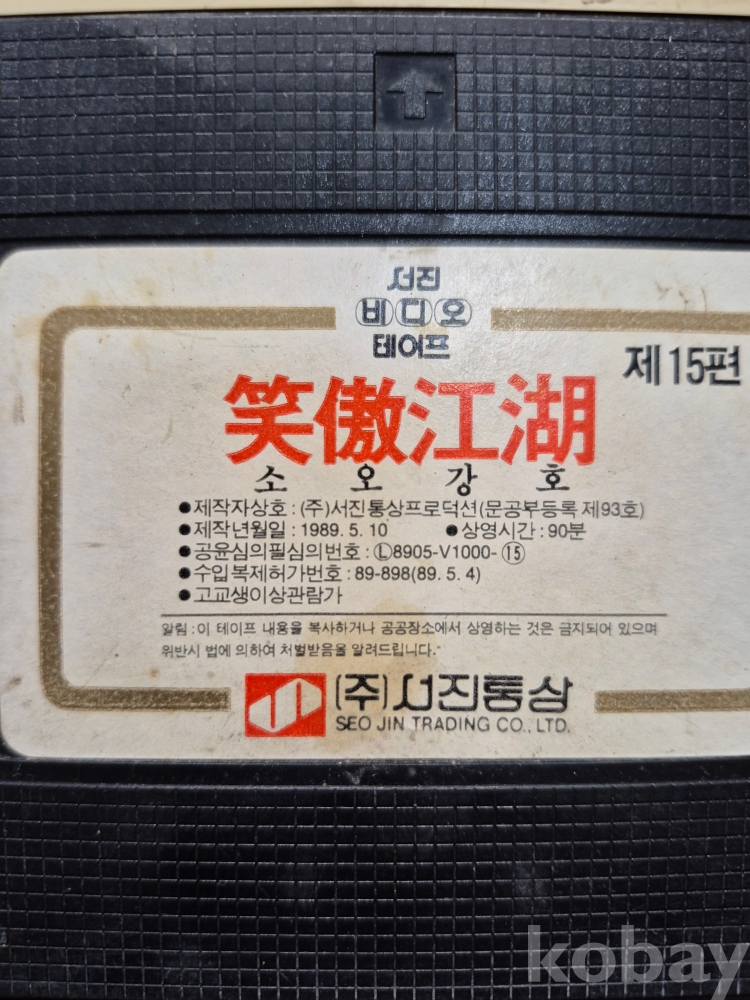 서진
비디오
테이프
제15편
笑傲江湖
소오강호
●제작자상호 : (주)서진통상프로덕션(문공부등록 제93호)
●제작년월일 : 1989. 5. 10 ●상영시간 : 90분
●공윤심의필심의번호 : Ⓛ8905-V1000-⑮
●수입복제허가번호 : 89-898(89. 5. 4)
●고교생이상관람가
알림 : 이 테이프 내용을 복사하거나 공공장소에서 상영하는 것은 금지되어 있으며
위반시 법에 의하여 처벌받음을 알려드립니다."
(주)서진통상
SEO JIN TRADING CO., LTD.
kobay